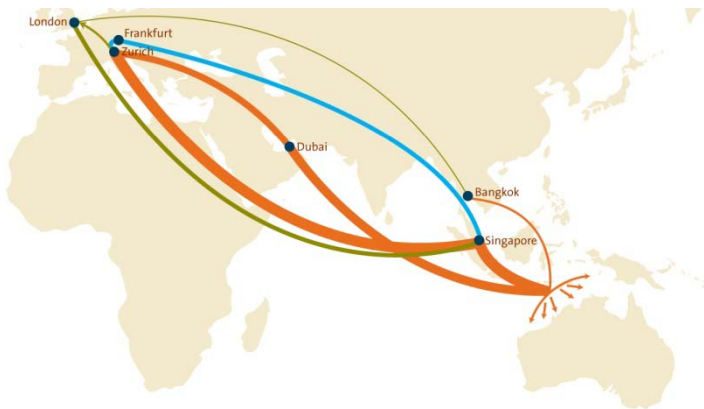 London
Frankfurt
Zurich
Dubai
Bangkok
Singapore